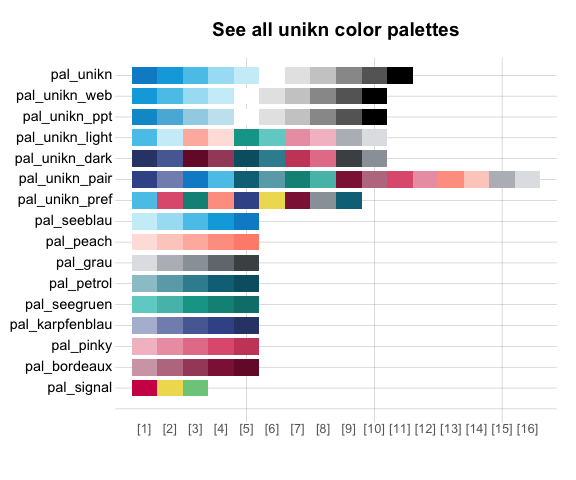 See all unikn color palettes
pal_unikn
pal_unikn_web
pal_unikn_ppt
pal_unikn_light
pal_unikn_dark
pal_unikn_pair
pal_unikn_pref
pal_seeblau
pal_peach
pal_grau
pal_petrol
pal_seegruen
pal_karpfenblau
pal_pinky
pal_bordeaux
pal_signal
[1] [2] [3] [4] [5] [6] [7] [8] [9] [10] [11] [12] [13] [14] [15] [16]